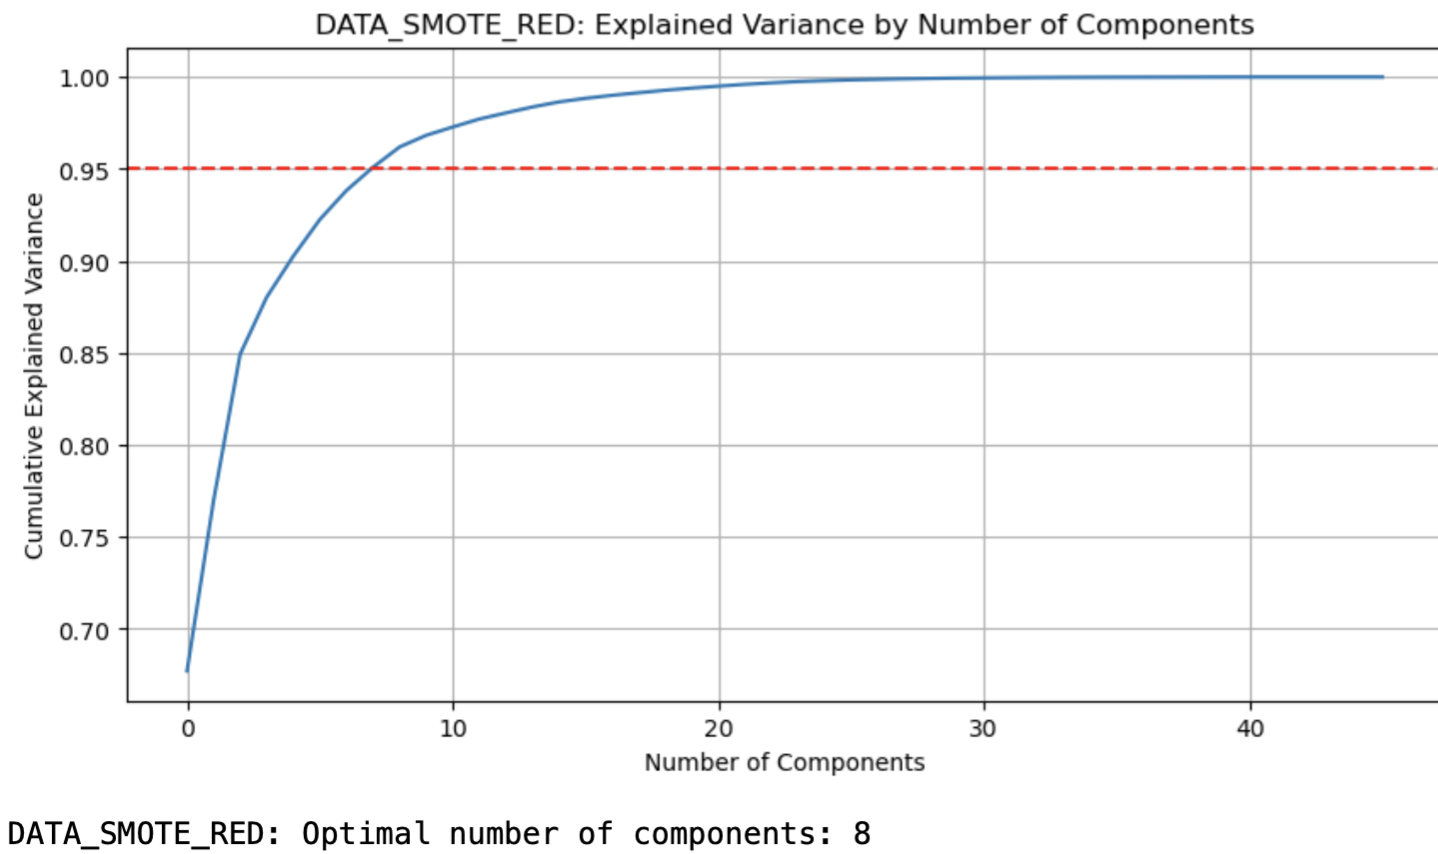 DATA_SMOTE_RED: Explained Variance by Number of Components
Cumulative Explained Variance
1.00
0.95
0.90
0.85
0.80
0.75
0.70
0 10 20 30 40
Number of Components
DATA_SMOTE_RED: Optimal number of components: 8